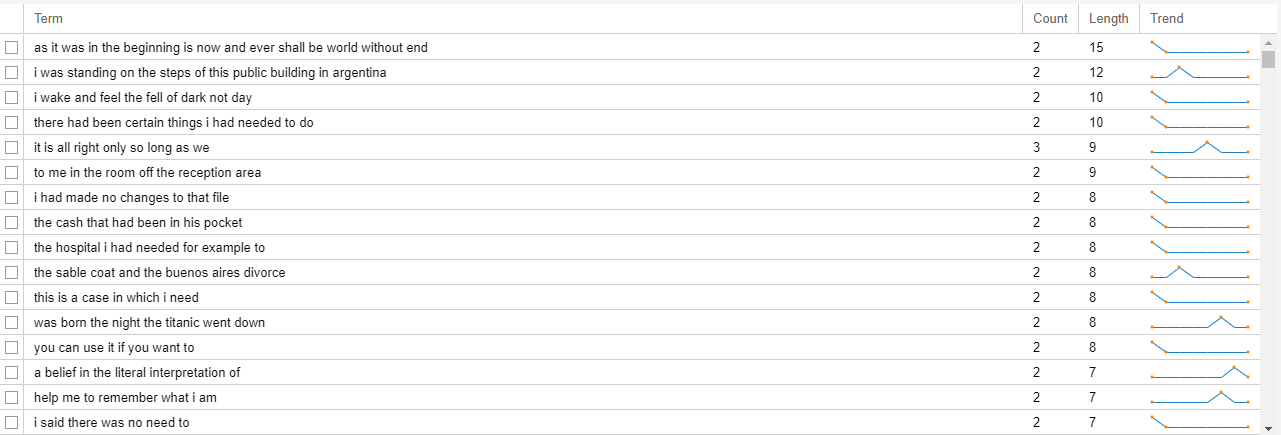 Term Count Length Trend
as it was in the beginning is now and ever shall be world without end 2 15
i was standing on the steps of this public building in argentina 2 12
i wake and feel the fell of dark not day 2 10
there had been certain things i had needed to do 2 10
it is all right only so long as we 3 9
to me in the room off the reception area 2 9
i had made no changes to that file 2 8
the cash that had been in his pocket 2 8
the hospital i had needed for example to 2 8
the sable coat and the buenos aires divorce 2 8
this is a case in which i need 2 8
was born the night the titanic went down 2 8
you can use it if you want to 2 8
a belief in the literal interpretation of 2 7
help me to remember what i am 2 7
i said there was no need to 2 7